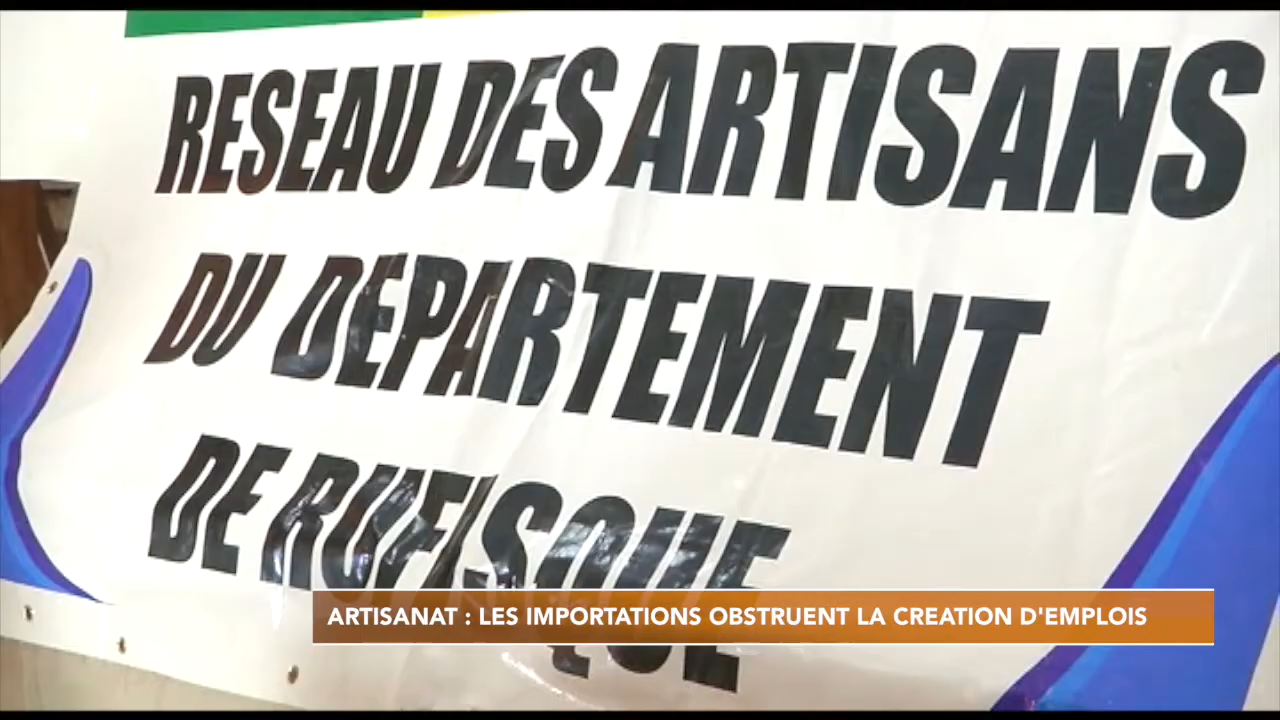 RESEAU DES ARTISANS
DU DEPARTEMENT
DE RUFISQUE
ARTISANAT : LES IMPORTATIONS OBSTRUENT LA CREATION D'EMPLOIS